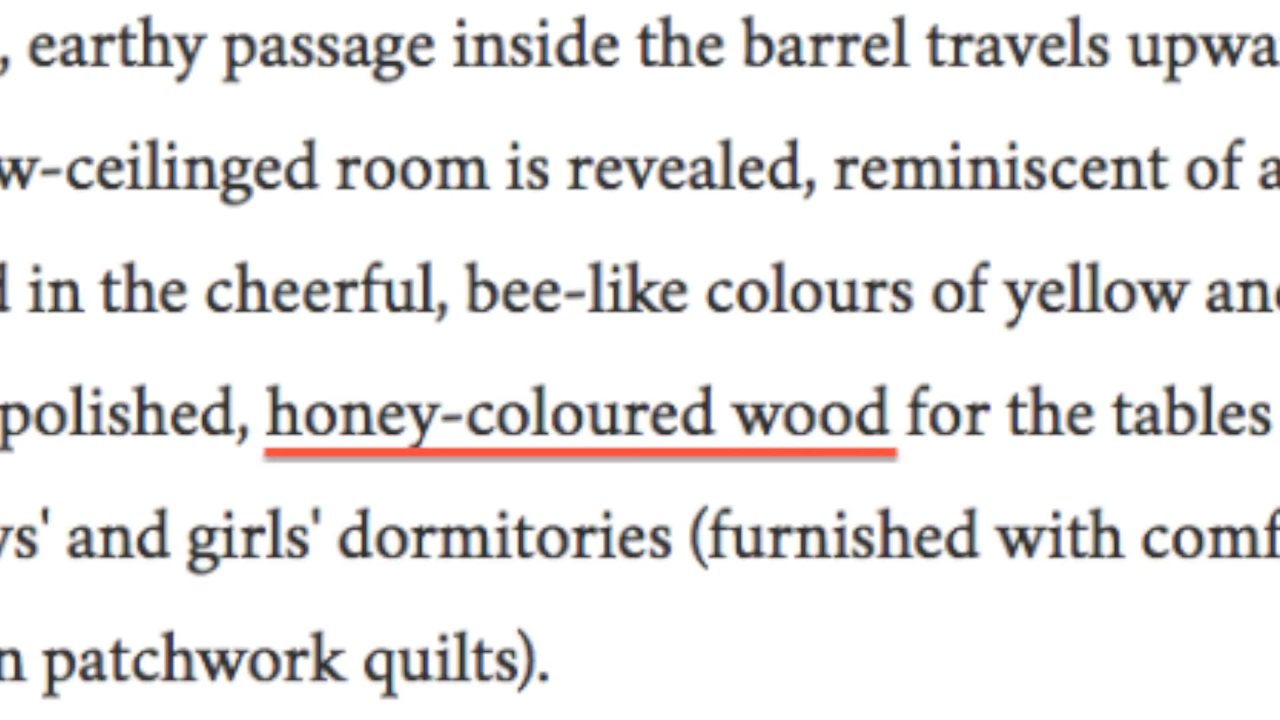 , earthy passage inside the barrel travels upwa
w-ceilinged room is revealed, reminiscent of a
d in the cheerful, bee-like colours of yellow and
polished, honey-coloured wood for the tables
ys' and girls' dormitories (furnished with comf
n patchwork quilts).